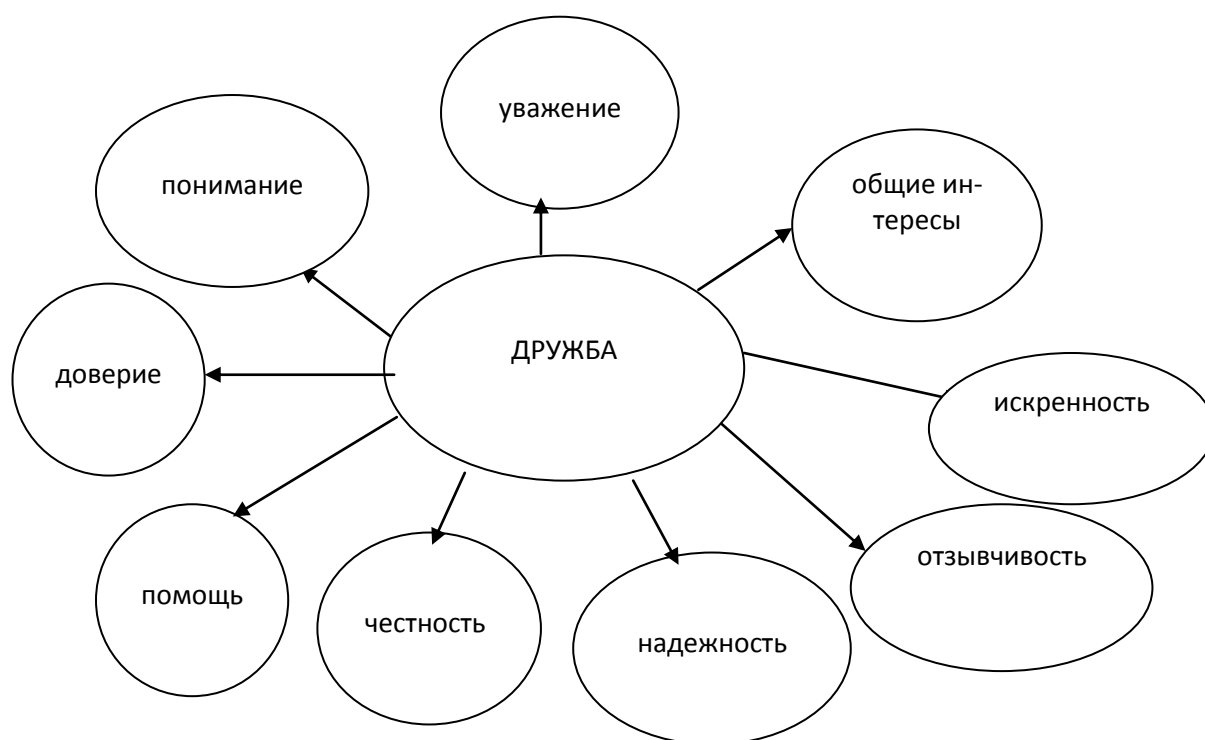 уважение
понимание
общие ин-
тересы
ДРУЖБА
доверие
искренность
отзывчивость
помощь
честность
надежность